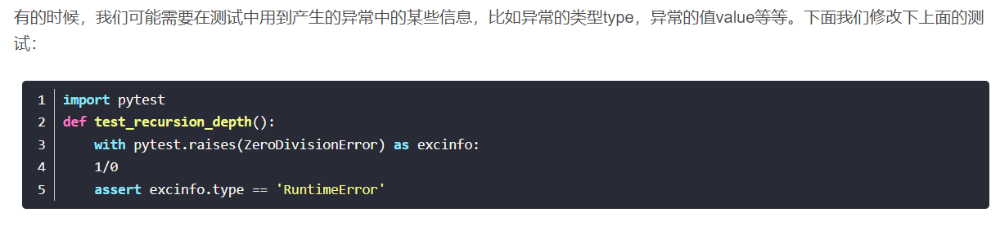 有的时候，我们可能需要在测试中用到产生的异常中的某些信息，比如异常的类型type，异常的值value等等。下面我们修改下上面的测
试：
1 import pytest
2 def test_recursion_depth():
3     with pytest.raises(ZeroDivisionError) as excinfo:
4     1/0
5     assert excinfo.type == 'RuntimeError'